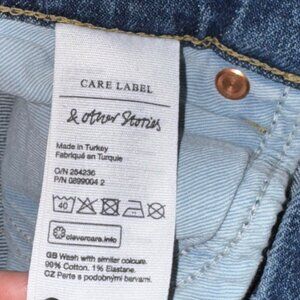 CARE LABEL
& other Stories
Made in Turkey
Fabriqué en Turquie
O/N 254236
P/N 0899004 2
40
clevercare.info
GB Wash with similar colours.
99% Cotton. 1% Elastane.
CZ Perte s podobnými barvami.